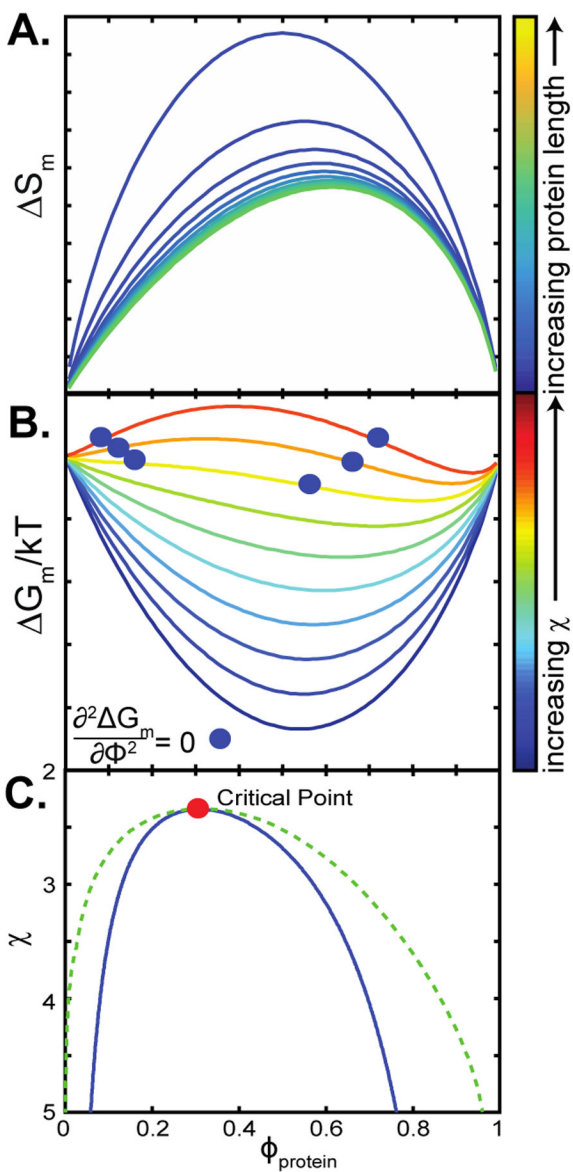 A.
ΔSm
increasing protein length
B.
ΔGm/kT
increasing χ
∂²ΔGm
∂Φ² = 0
C.
Critical Point
2
3
χ
4
5
0 0.2 0.4 0.6 0.8 1
ϕprotein